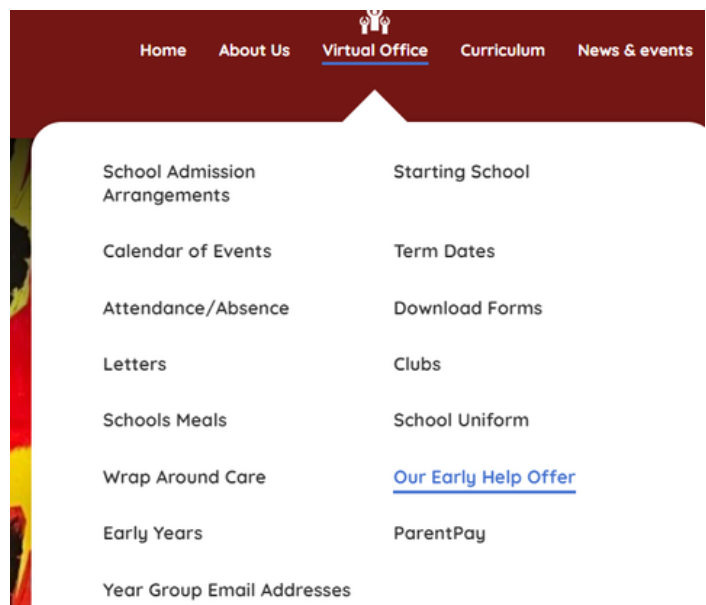 Home About Us Virtual Office Curriculum News & events
School Admission Starting School
Arrangements
Calendar of Events Term Dates
Attendance/Absence Download Forms
Letters Clubs
Schools Meals School Uniform
Wrap Around Care Our Early Help Offer
Early Years ParentPay
Year Group Email Addresses